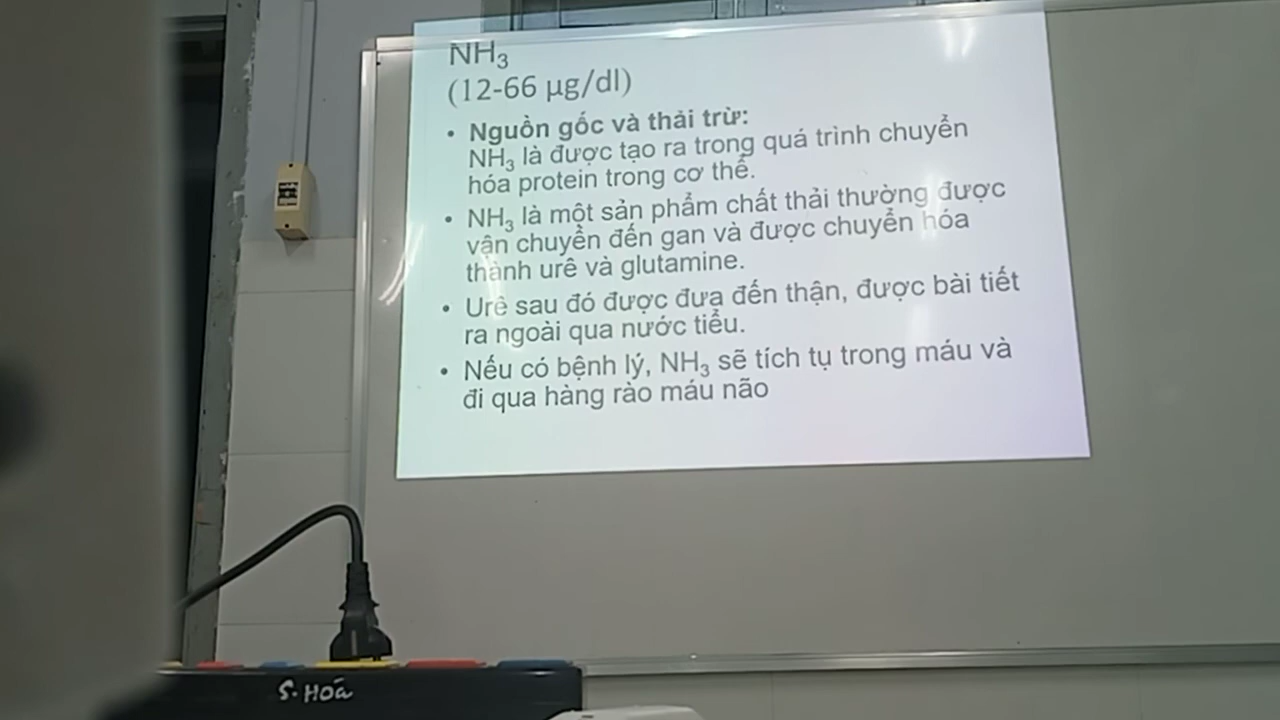 NH₃
(12-66 µg/dl)
• Nguồn gốc và thải trừ:
NH₃ là được tạo ra trong quá trình chuyển
hóa protein trong cơ thể.
• NH₃ là một sản phẩm chất thải thường được
vận chuyển đến gan và được chuyển hóa
thành urê và glutamine.
• Urê sau đó được đưa đến thận, được bài tiết
ra ngoài qua nước tiểu.
• Nếu có bệnh lý, NH₃ sẽ tích tụ trong máu và
đi qua hàng rào máu não
S. HOÁ